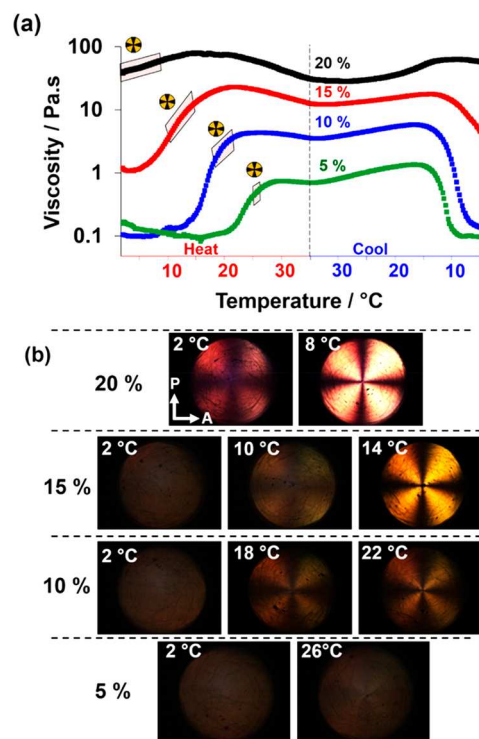 (a)
Viscosity / Pa.s
100
10
1
0.1
20 %
15 %
10 %
5 %
Heat
Cool
10 20 30 30 20 10
Temperature / °C
(b)
20 %
2 °C
8 °C
P
A
15 %
2 °C
10 °C
14 °C
10 %
2 °C
18 °C
22 °C
5 %
2 °C
26°C